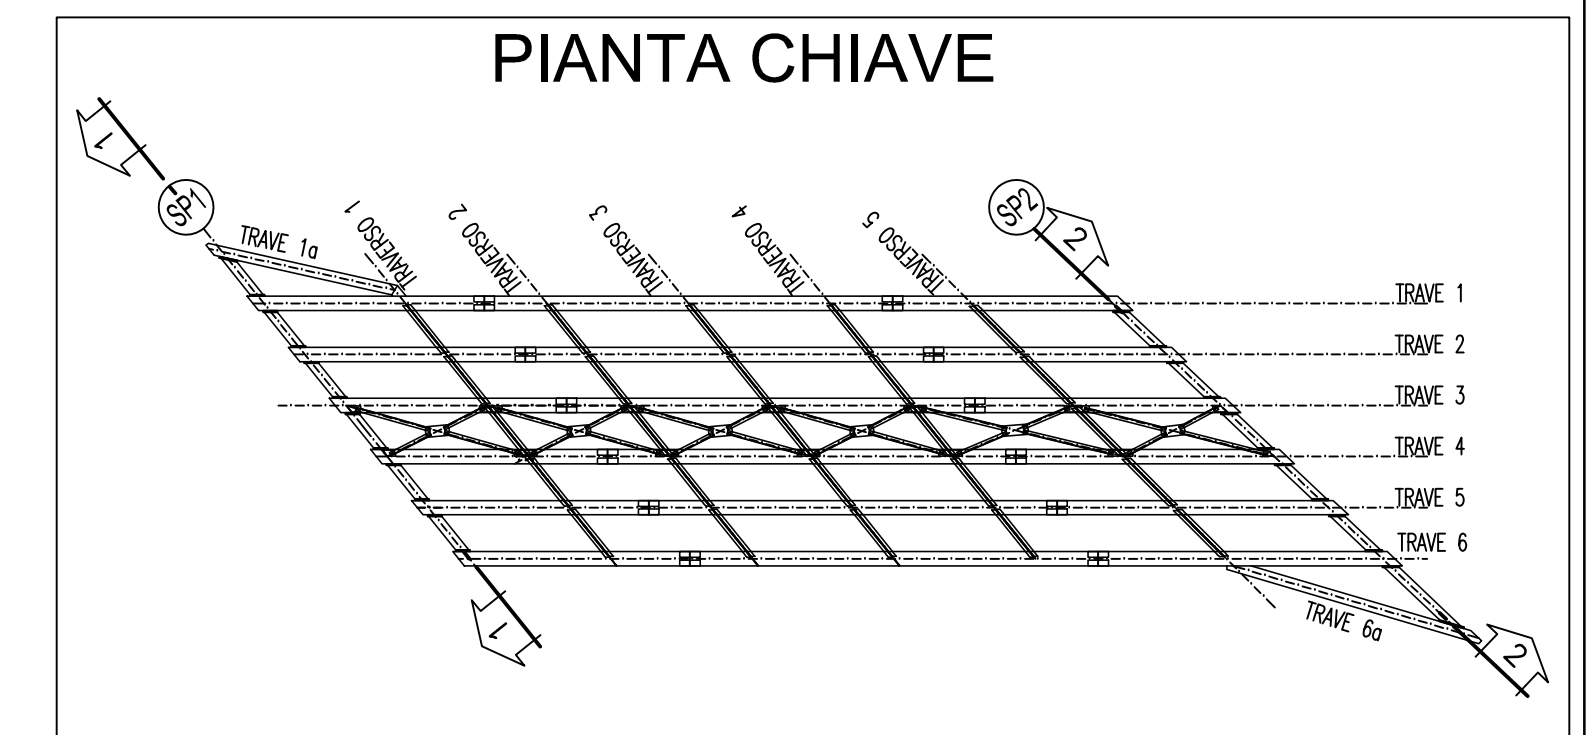 PIANTA CHIAVE
1
SP1
TRAVE 1a
TRAVERSO 1
TRAVERSO 2
TRAVERSO 3
TRAVERSO 4
TRAVERSO 5
SP2
2
TRAVE 1
TRAVE 2
TRAVE 3
TRAVE 4
TRAVE 5
TRAVE 6
1
TRAVE 6a
2